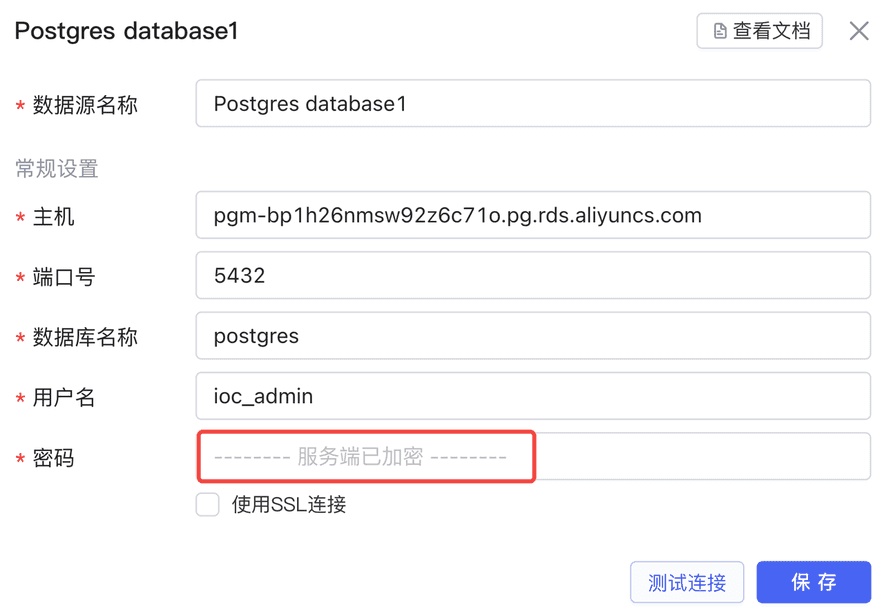 Postgres database1
查看文档
* 数据源名称
Postgres database1
常规设置
* 主机
pgm-bp1h26nmsw92z6c71o.pg.rds.aliyuncs.com
* 端口号
5432
* 数据库名称
postgres
* 用户名
ioc_admin
* 密码
-------- 服务端已加密 --------
使用SSL连接
测试连接
保 存